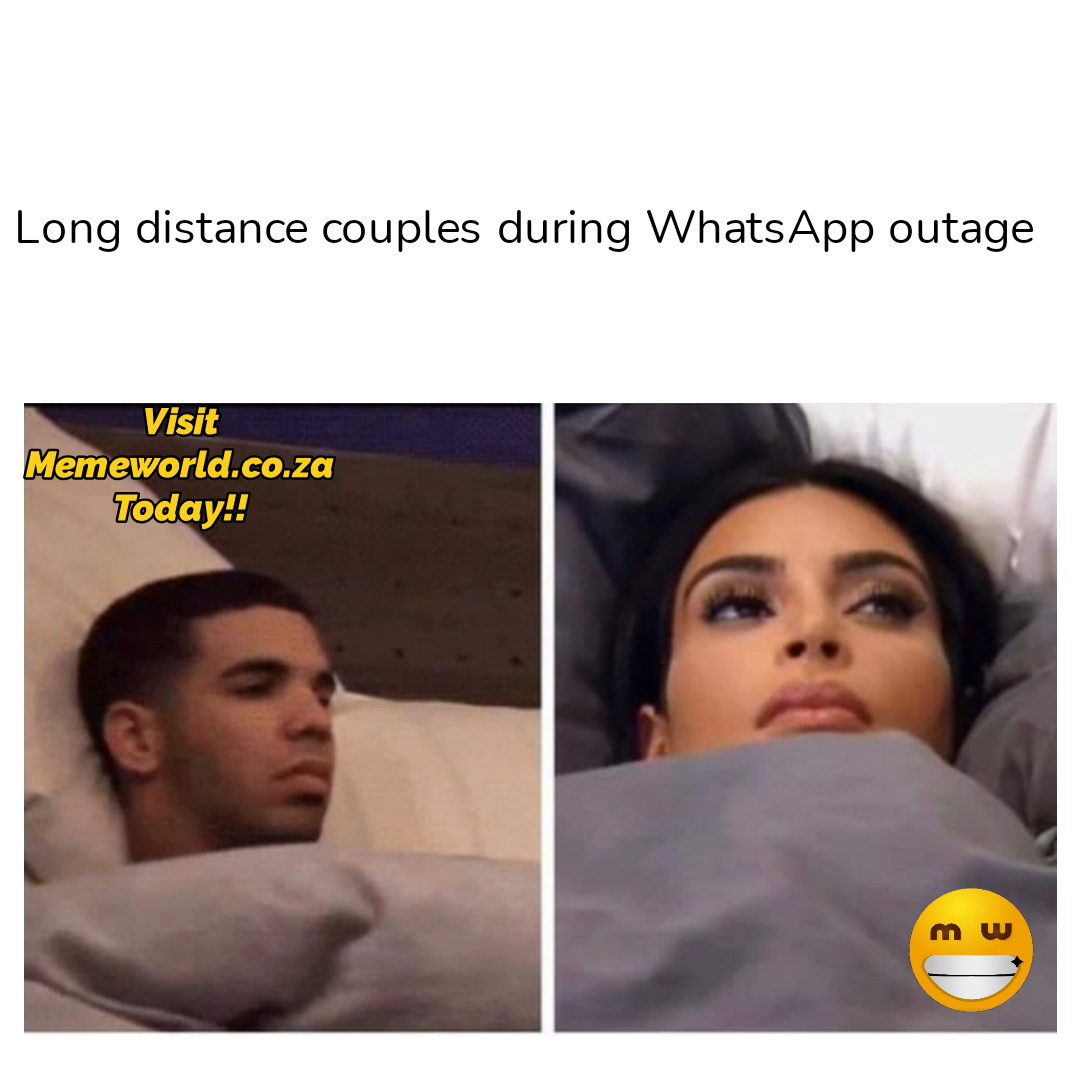 Long distance couples during WhatsApp outage
Visit
Memeworld.co.za
Today!!
m w